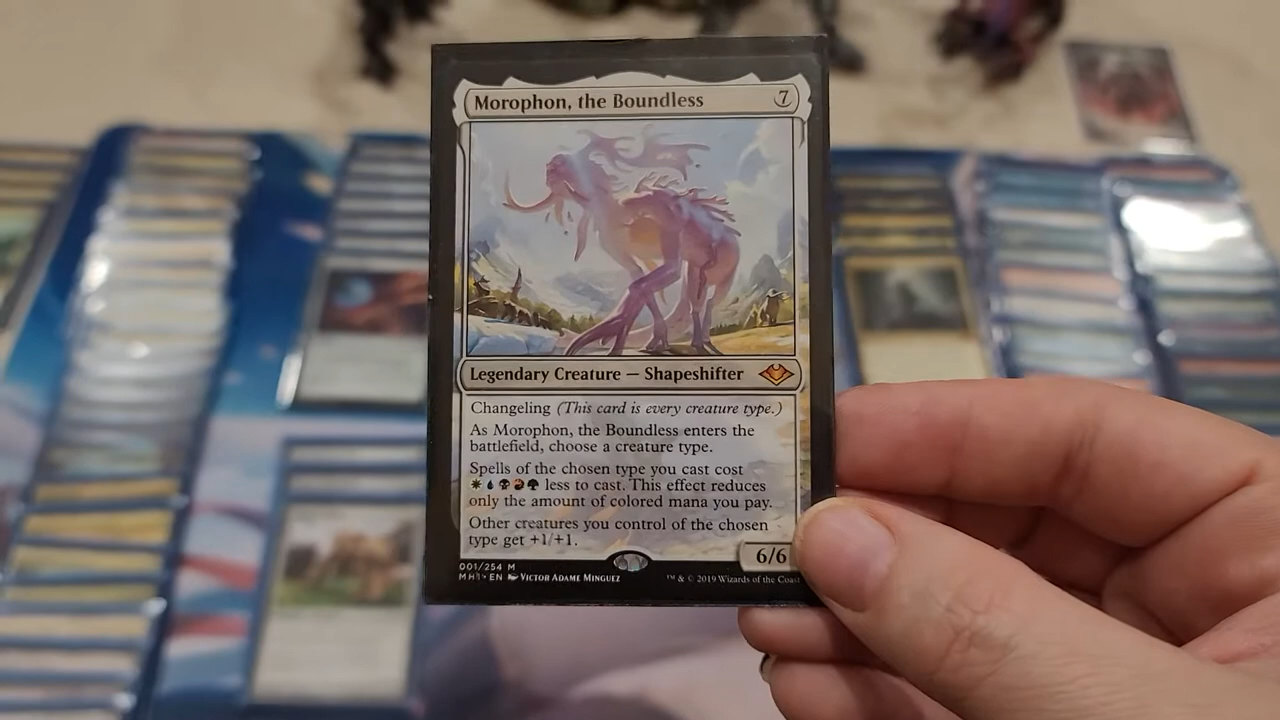 Morophon, the Boundless 7
Legendary Creature — Shapeshifter
Changeling (This card is every creature type.)
As Morophon, the Boundless enters the
battlefield, choose a creature type.
Spells of the chosen type you cast cost
less to cast. This effect reduces
only the amount of colored mana you pay.
Other creatures you control of the chosen
type get +1/+1.
6/6
001/254 M
MH1 • EN Victor Adame Minguez
™ & © 2019 Wizards of the Coast